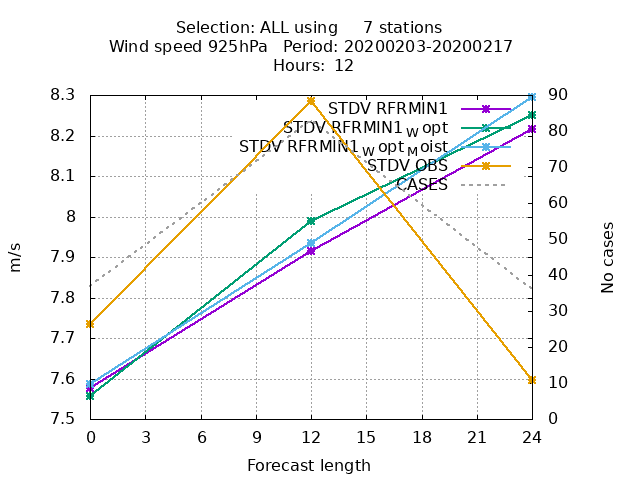 Selection: ALL using     7 stations
Wind speed 925hPa   Period: 20200203-20200217
Hours:  12
8.3
8.2
8.1
8
7.9
7.8
7.7
7.6
7.5
m/s
90
80
70
60
50
40
30
20
10
0
No cases
STDV RFRMIN1
STDV RFRMIN1_W opt
STDV RFRMIN1_W opt_M oist
STDV OBS
CASES
0 3 6 9 12 15 18 21 24
Forecast length